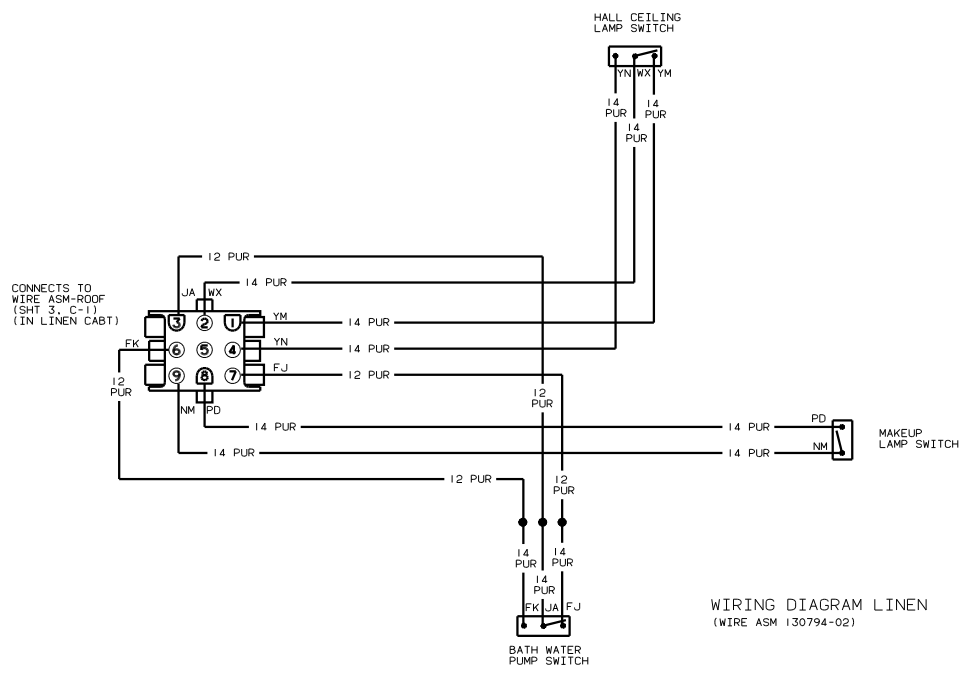 HALL CEILING
LAMP SWITCH
YN WX YM
14
PUR
14
PUR
14
PUR
12 PUR
14 PUR
CONNECTS TO
WIRE ASM-ROOF
(SHT 3, C-1)
(IN LINEN CABT)
JA WX
YM
14 PUR
3 2 1
FK
YN
14 PUR
6 5 4
FJ
12 PUR
9 8 7
12
PUR
12
PUR
NM PD
14 PUR
14 PUR
PD
14 PUR
14 PUR
NM
MAKEUP
LAMP SWITCH
12 PUR
12
PUR
14
PUR
14
PUR
14
PUR
FK JA FJ
BATH WATER
PUMP SWITCH
WIRING DIAGRAM LINEN
(WIRE ASM 130794-02)